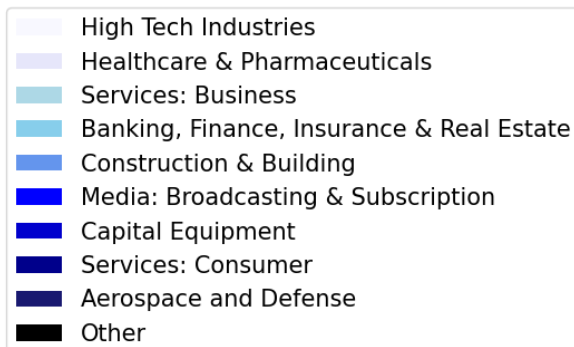 High Tech Industries
Healthcare & Pharmaceuticals
Services: Business
Banking, Finance, Insurance & Real Estate
Construction & Building
Media: Broadcasting & Subscription
Capital Equipment
Services: Consumer
Aerospace and Defense
Other